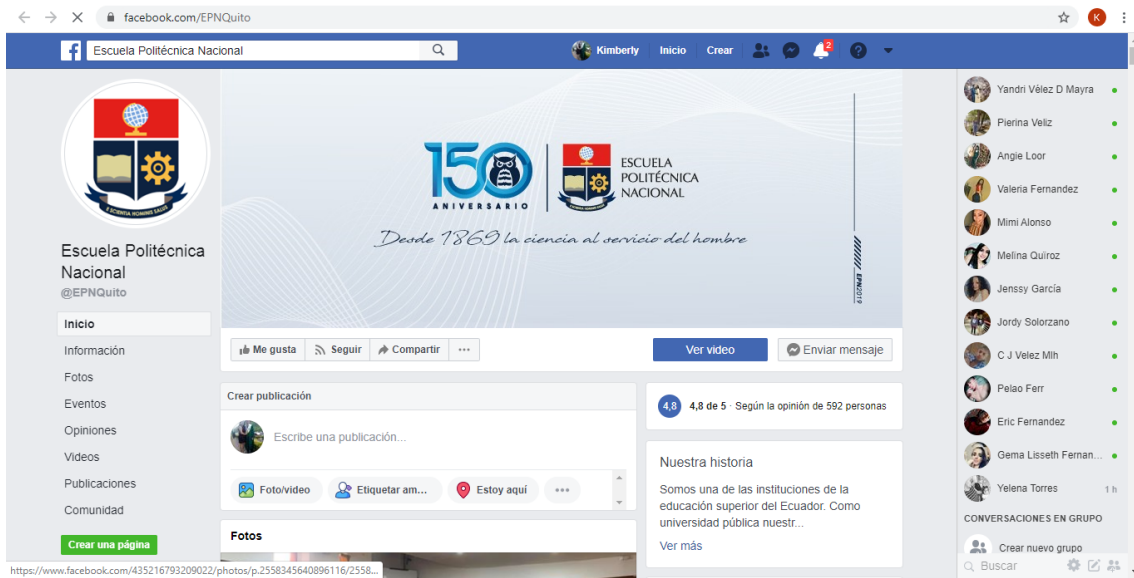 facebook.com/EPNQuito
K
Escuela Politécnica Nacional
Kimberly
Inicio
Crear
2
?
E SCIENTIA HOMINIS SALUS
Escuela Politécnica
Nacional
@EPNQuito
Inicio
Información
Fotos
Eventos
Opiniones
Videos
Publicaciones
Comunidad
Crear una página
150
ANIVERSARIO
ESCUELA
POLITÉCNICA
NACIONAL
Desde 1869 la ciencia al servicio del hombre
EPN2019
Me gusta
Seguir
Compartir
...
Ver video
Enviar mensaje
Crear publicación
Escribe una publicación...
Foto/video
Etiquetar am...
Estoy aquí
...
Fotos
4,8
4,8 de 5 · Según la opinión de 592 personas
Nuestra historia
Somos una de las instituciones de la
educación superior del Ecuador. Como
universidad pública nuestr...
Ver más
Yandri Vélez D Mayra
Pierina Veliz
Angie Loor
Valeria Fernandez
Mimi Alonso
Melina Quiroz
Jenssy García
Jordy Solorzano
C J Velez Mlh
Pelao Ferr
Eric Fernandez
Gema Lisseth Fernan...
Yelena Torres 1 h
CONVERSACIONES EN GRUPO
Crear nuevo grupo
Buscar
https://www.facebook.com/435216793209022/photos/p.2558345640896116/2558...